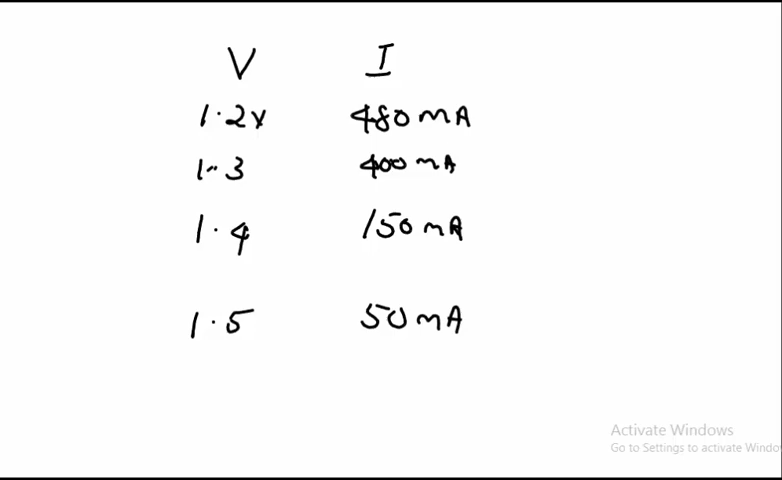 V I
1.2V 480mA
1.3 400mA
1.4 150mA
1.5 50mA
Activate Windows
Go to Settings to activate Windo